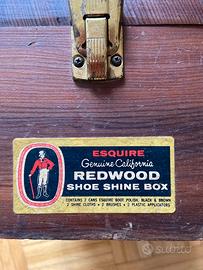 ESQUIRE
Genuine California
REDWOOD
SHOE SHINE BOX
CONTAINS 2 CANS ESQUIRE BOOT POLISH, BLACK & BROWN
2 SHINE CLOTHS • 2 BRUSHES • 2 PLASTIC APPLICATORS
subito